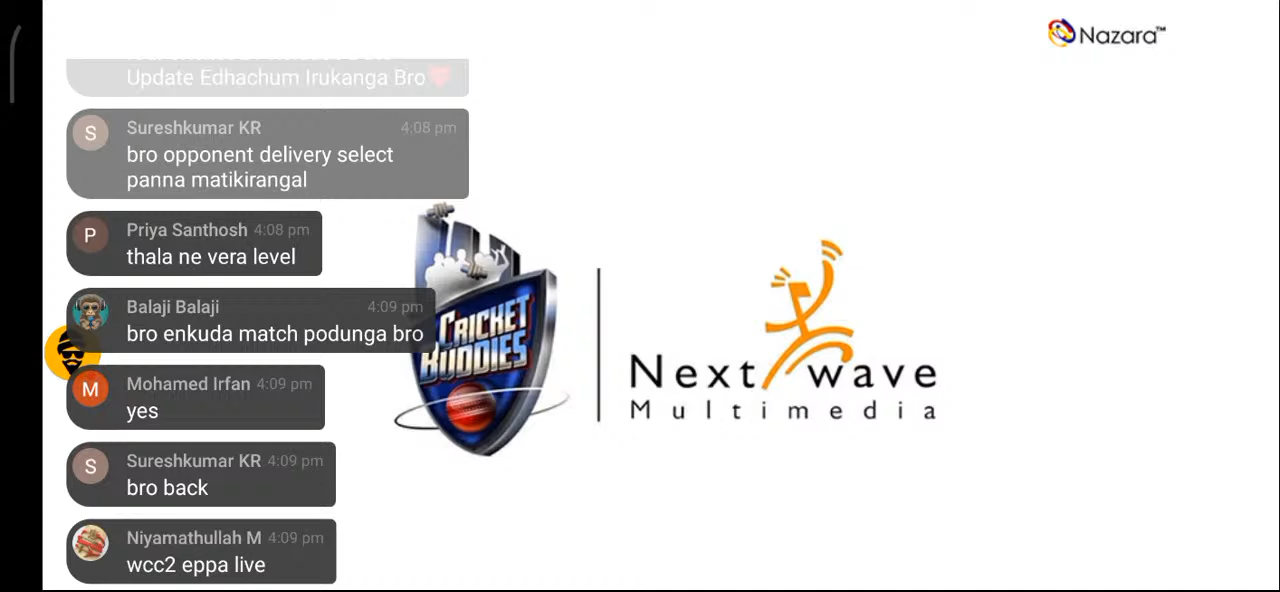 Nazara™
Update Edhachum Irukanga Bro
S
Sureshkumar KR 4:08 pm
bro opponent delivery select
panna matikirangal
P
Priya Santhosh 4:08 pm
thala ne vera level
Balaji Balaji 4:09 pm
bro enkuda match podunga bro
M
Mohamed Irfan 4:09 pm
yes
S
Sureshkumar KR 4:09 pm
bro back
Niyamathullah M 4:09 pm
wcc2 eppa live
CRICKET
BUDDIES
Next wave
Multimedia